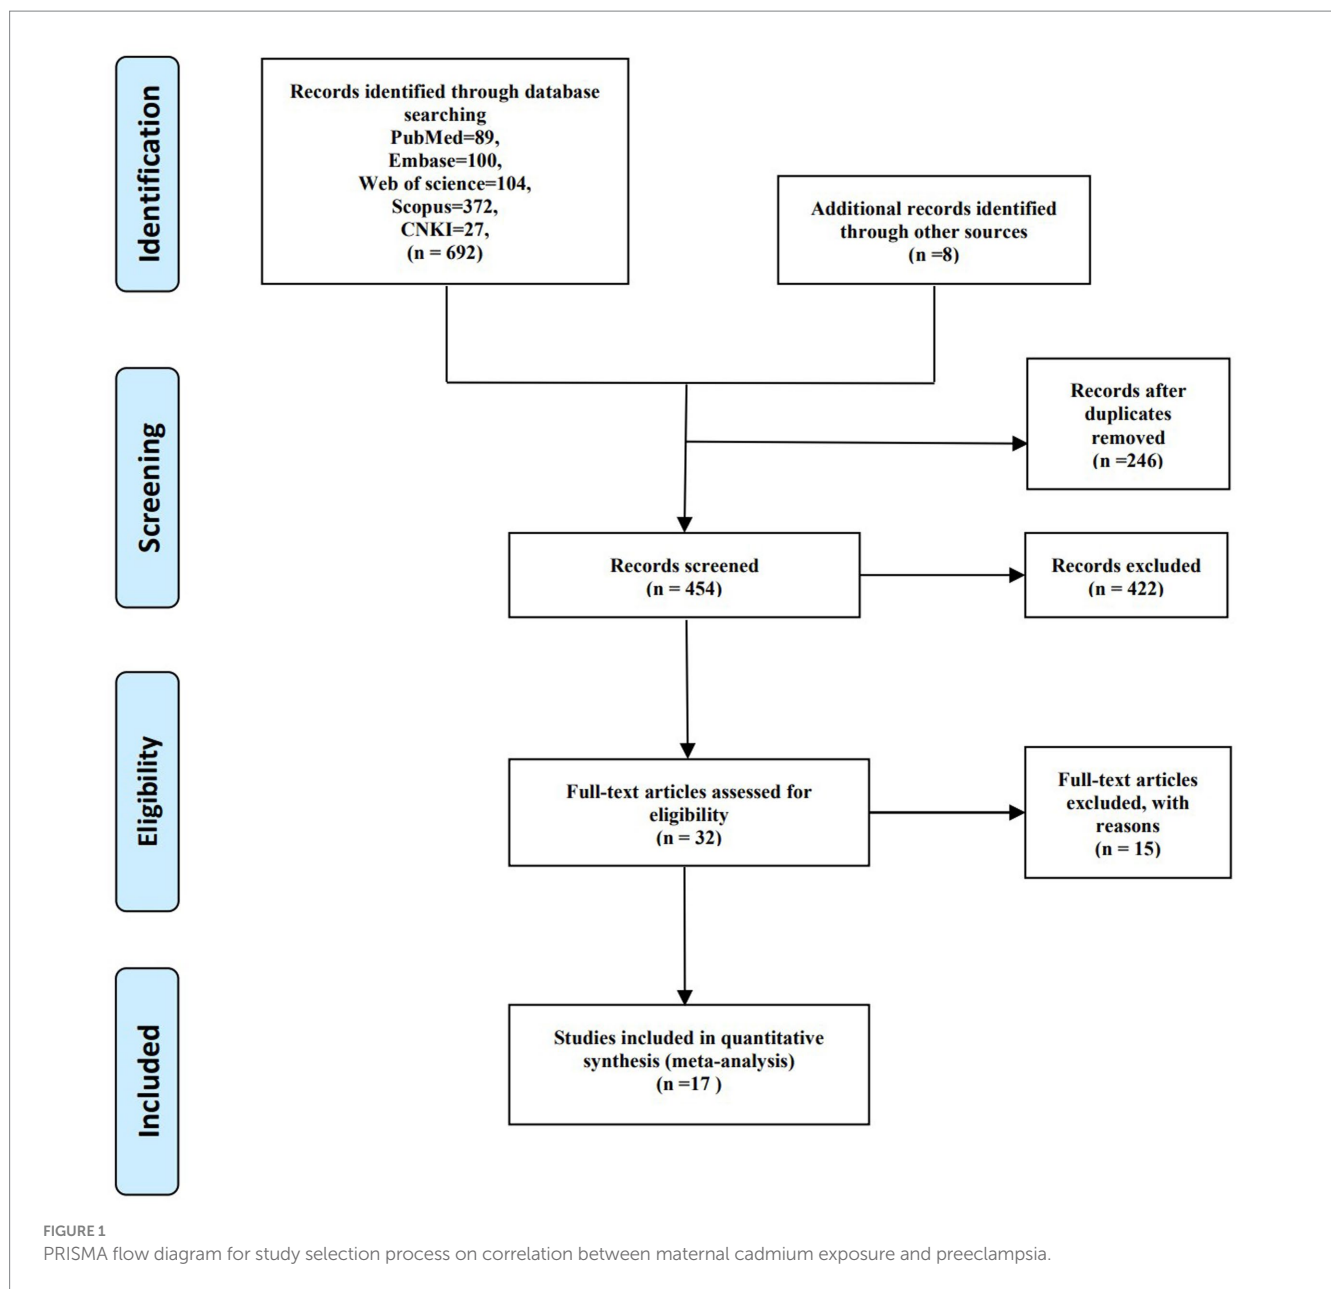 Identification
Records identified through database
searching
PubMed=89,
Embase=100,
Web of science=104,
Scopus=372,
CNKI=27,
(n = 692)
Additional records identified
through other sources
(n =8)
Screening
Records after
duplicates
removed
(n =246)
Records screened
(n = 454)
Records excluded
(n = 422)
Eligibility
Full-text articles assessed for
eligibility
(n = 32)
Full-text articles
excluded, with
reasons
(n = 15)
Included
Studies included in quantitative
synthesis (meta-analysis)
(n =17 )
FIGURE 1
PRISMA flow diagram for study selection process on correlation between maternal cadmium exposure and preeclampsia.